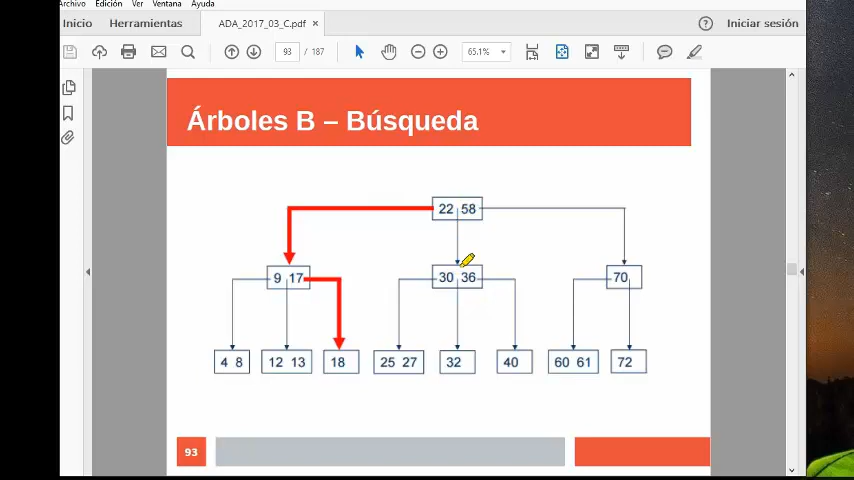 Archivo Edición Ver Ventana Ayuda
Inicio Herramientas ADA_2017_03_C.pdf × ? Iniciar sesión
93 / 187 65.1%
Árboles B – Búsqueda
22 58
9 17 30 36 70
4 8 12 13 18 25 27 32 40 60 61 72
93